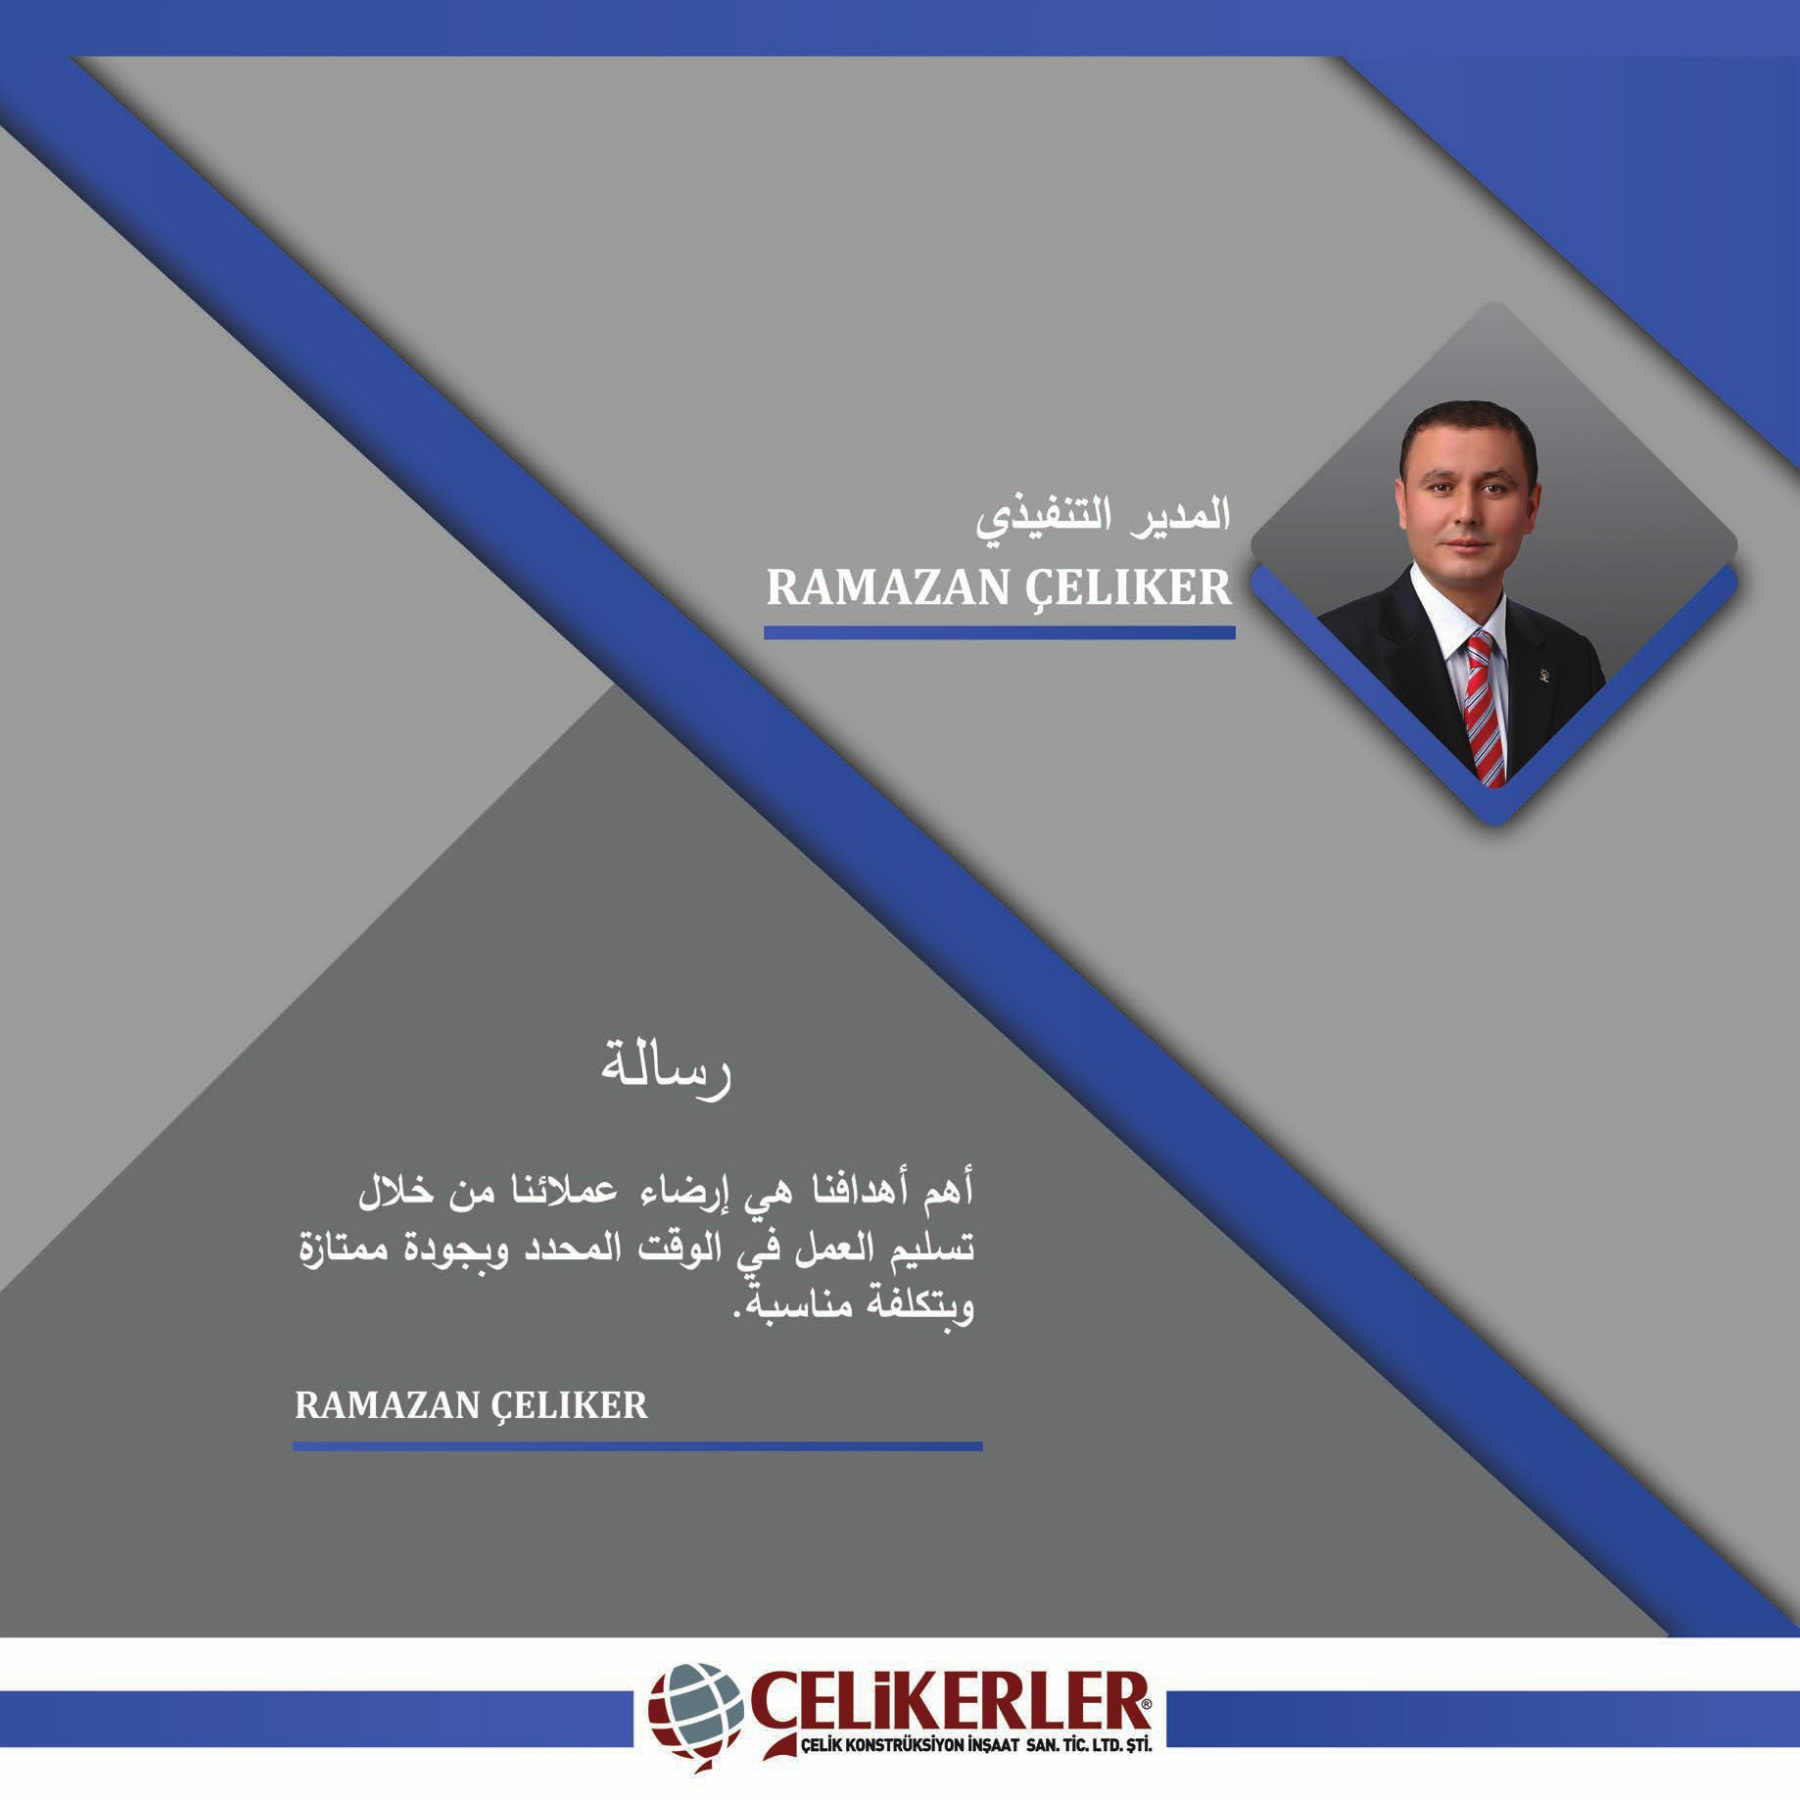 المدير التنفيذي
RAMAZAN ÇELIKER
رسالة
أهم أهدافنا هي إرضاء عملائنا من خلال
تسليم العمل في الوقت المحدد وبجودة ممتازة
وبتكلفة مناسبة.
RAMAZAN ÇELIKER
ÇELiKERLER®
ÇELİK KONSTRÜKSİYON İNŞAAT SAN. TİC. LTD. ŞTİ.